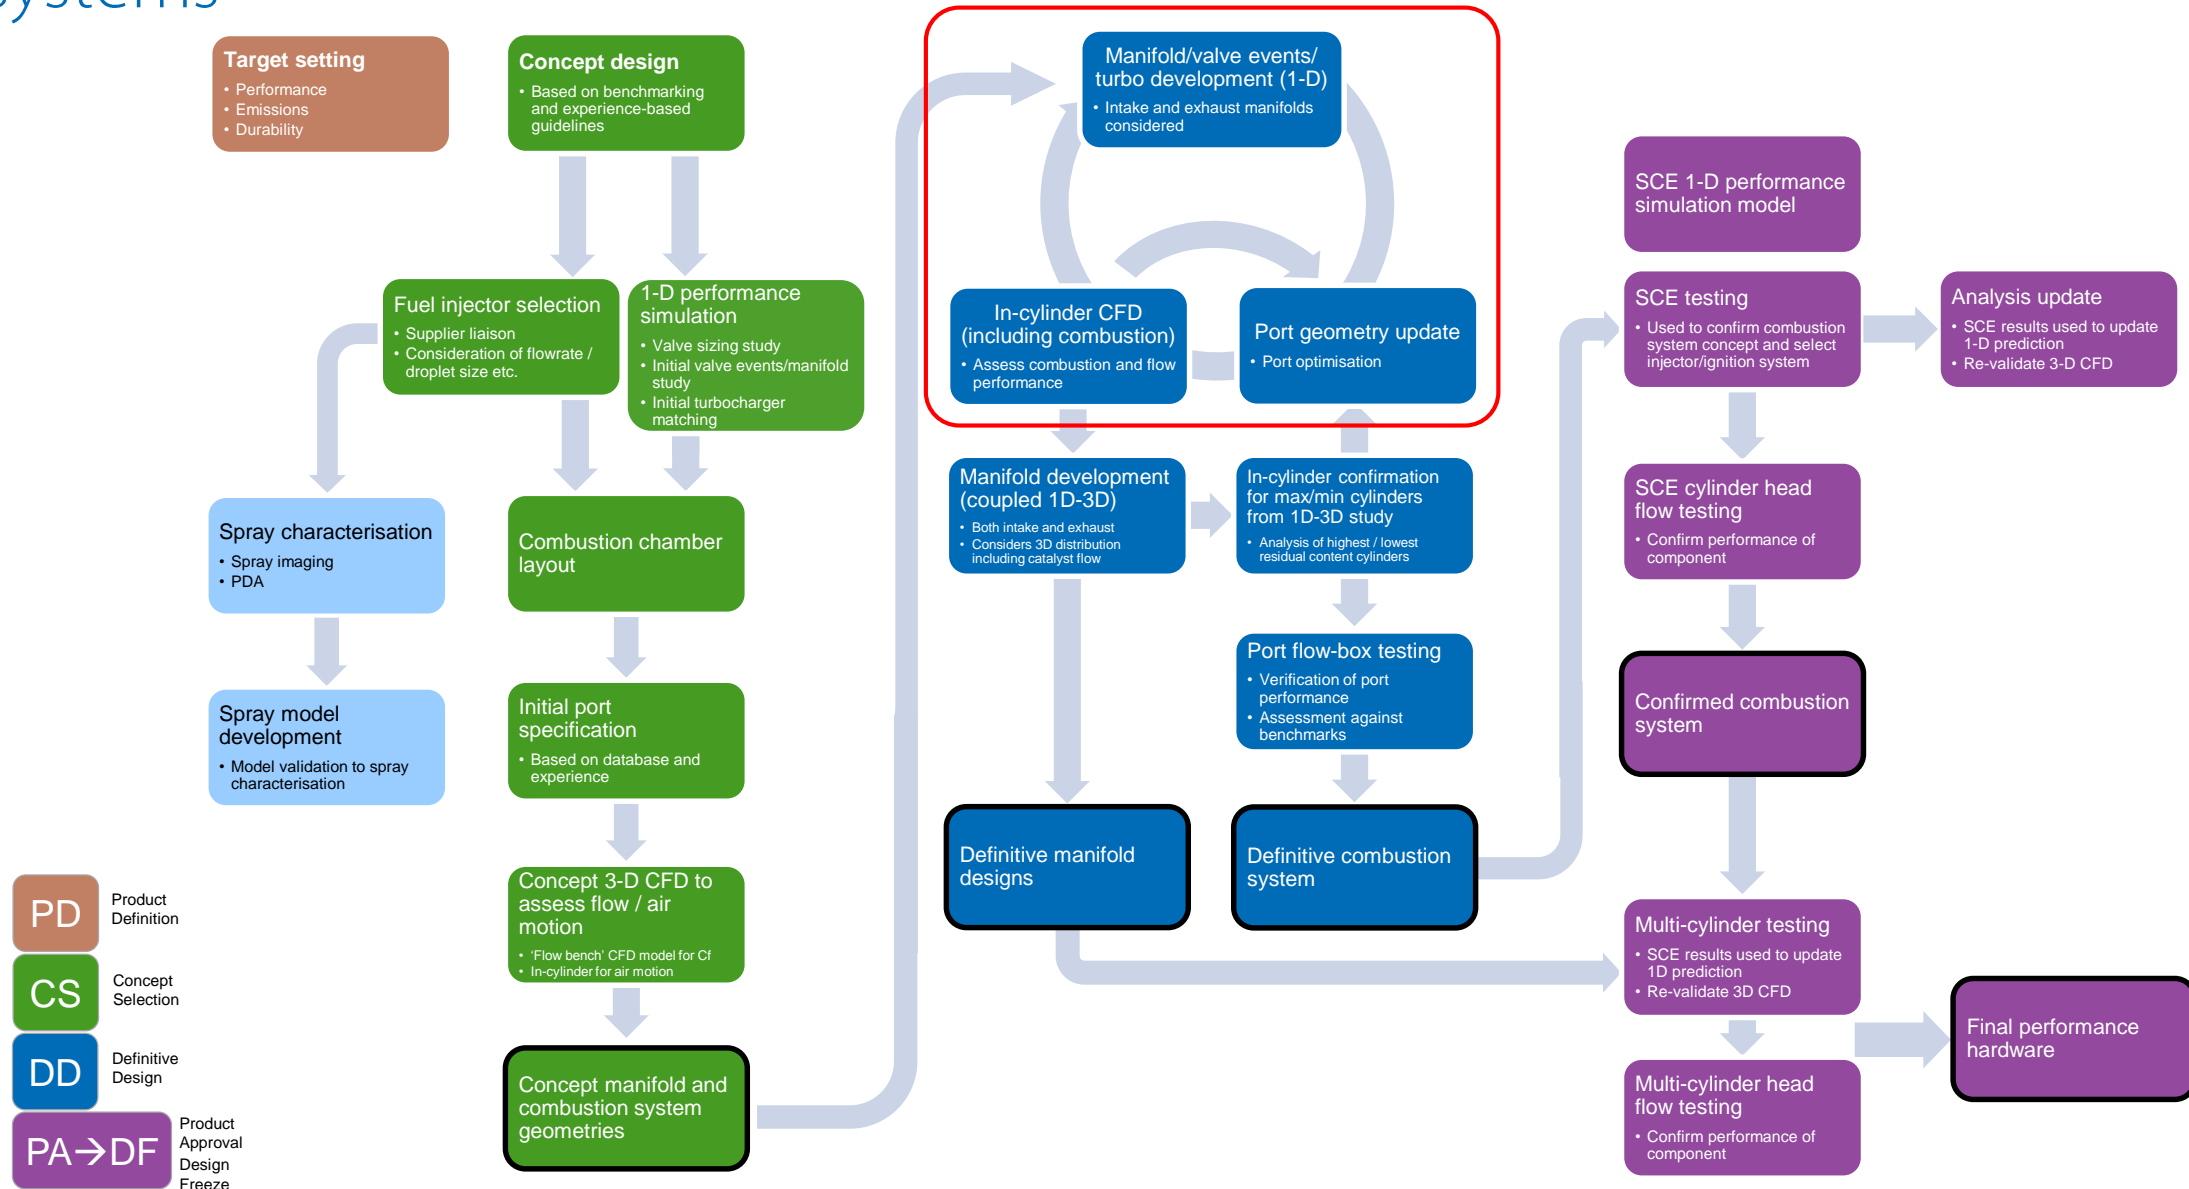 systems
Target setting
• Performance
• Emissions
• Durability
Concept design
• Based on benchmarking
and experience-based
guidelines
Fuel injector selection
• Supplier liaison
• Consideration of flowrate /
droplet size etc.
1-D performance
simulation
• Valve sizing study
• Initial valve events/manifold
study
• Initial turbocharger
matching
Spray characterisation
• Spray imaging
• PDA
Combustion chamber
layout
Spray model
development
• Model validation to spray
characterisation
Initial port
specification
• Based on database and
experience
Concept 3-D CFD to
assess flow / air
motion
• 'Flow bench' CFD model for Cf
• In-cylinder for air motion
Concept manifold and
combustion system
geometries
PD
Product
Definition
CS
Concept
Selection
DD
Definitive
Design
PA→DF
Product
Approval
Design
Freeze
Manifold/valve events/
turbo development (1-D)
• Intake and exhaust manifolds
considered
In-cylinder CFD
(including combustion)
• Assess combustion and flow
performance
Port geometry update
• Port optimisation
Manifold development
(coupled 1D-3D)
• Both intake and exhaust
• Considers 3D distribution
including catalyst flow
In-cylinder confirmation
for max/min cylinders
from 1D-3D study
• Analysis of highest / lowest
residual content cylinders
Port flow-box testing
• Verification of port
performance
• Assessment against
benchmarks
Definitive manifold
designs
Definitive combustion
system
SCE 1-D performance
simulation model
SCE testing
• Used to confirm combustion
system concept and select
injector/ignition system
Analysis update
• SCE results used to update
1-D prediction
• Re-validate 3-D CFD
SCE cylinder head
flow testing
• Confirm performance of
component
Confirmed combustion
system
Multi-cylinder testing
• SCE results used to update
1D prediction
• Re-validate 3D CFD
Final performance
hardware
Multi-cylinder head
flow testing
• Confirm performance of
component